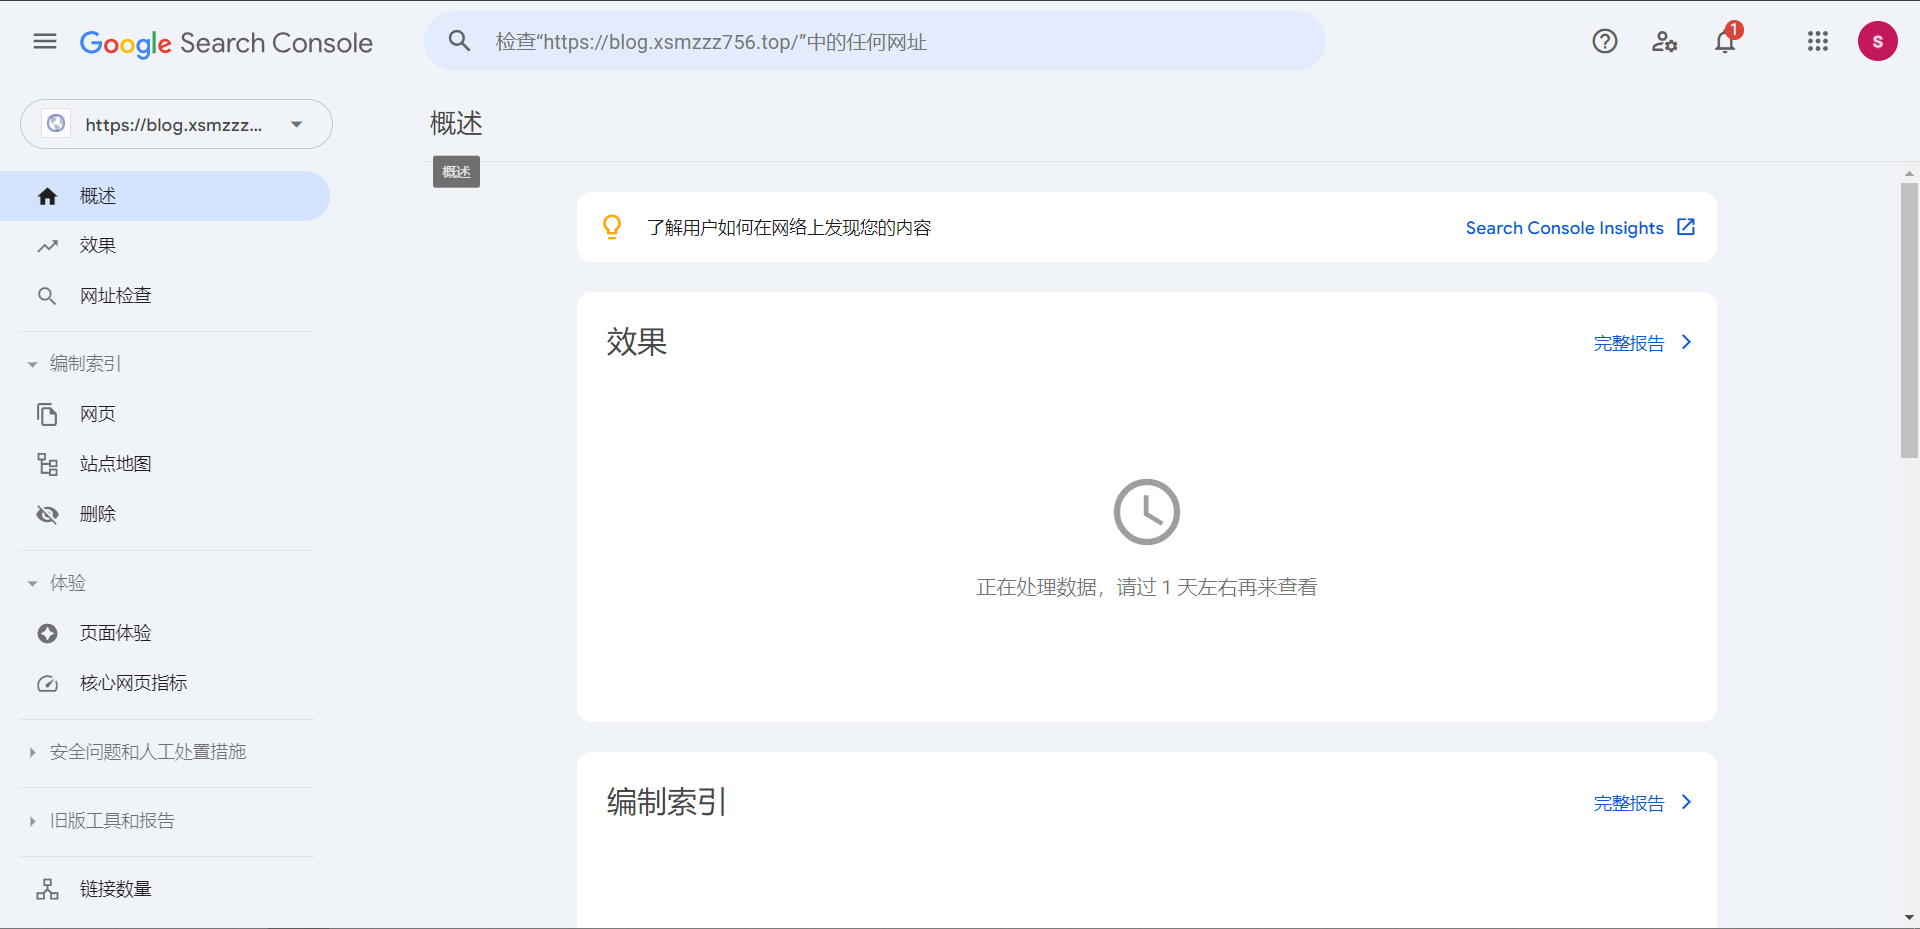 Google Search Console
检查“https://blog.xsmzzz756.top/”中的任何网址
1
S
https://blog.xsmzzz...
概述
概述
概述
效果
网址检查
编制索引
网页
站点地图
删除
体验
页面体验
核心网页指标
安全问题和人工处置措施
旧版工具和报告
链接数量
了解用户如何在网络上发现您的内容
Search Console Insights
效果
完整报告
正在处理数据，请过 1 天左右再来查看
编制索引
完整报告